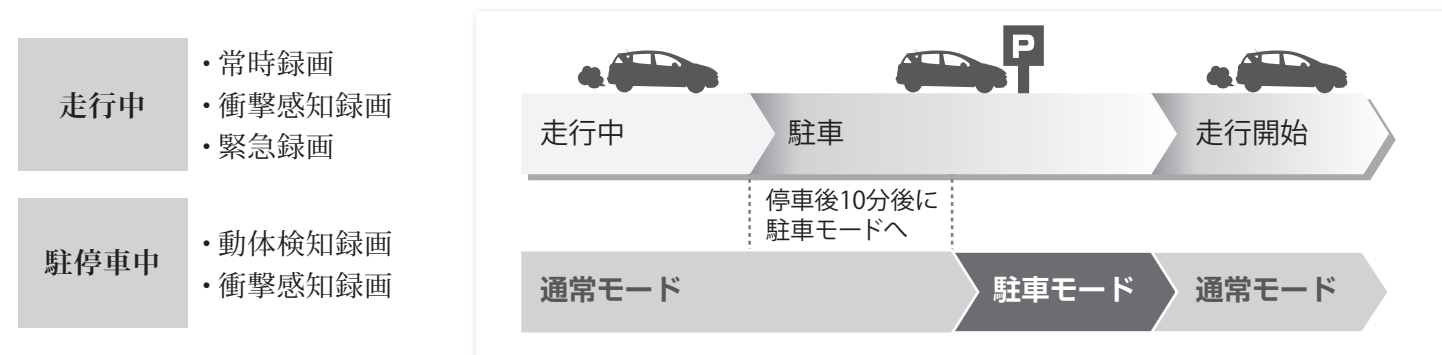 走行中
・常時録画
・衝撃感知録画
・緊急録画
駐停車中
・動体検知録画
・衝撃感知録画
P
走行中
駐車
走行開始
停車後10分後に
駐車モードへ
通常モード
駐車モード
通常モード